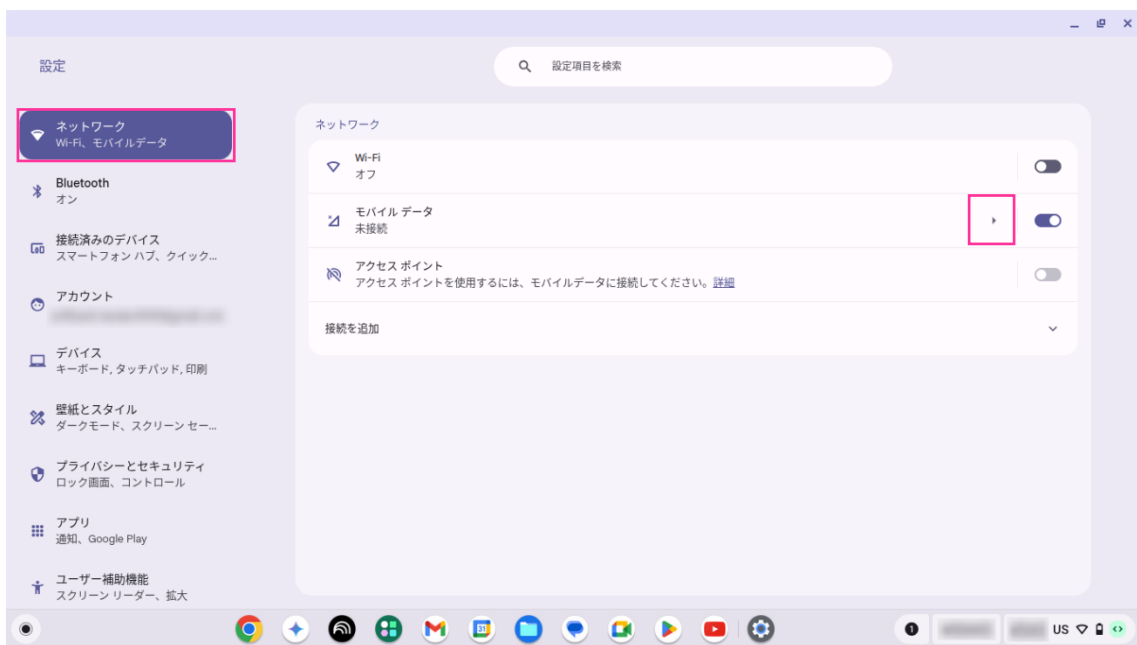 設定
設定項目を検索
ネットワーク
Wi-Fi、モバイルデータ
Bluetooth
オン
接続済みのデバイス
スマートフォン ハブ、クイック...
アカウント
デバイス
キーボード, タッチパッド, 印刷
壁紙とスタイル
ダークモード、スクリーン セー...
プライバシーとセキュリティ
ロック画面、コントロール
アプリ
通知、Google Play
ユーザー補助機能
スクリーン リーダー、拡大
ネットワーク
Wi-Fi
オフ
モバイル データ
未接続
アクセス ポイント
アクセス ポイントを使用するには、モバイルデータに接続してください。詳細
接続を追加
31
1
US